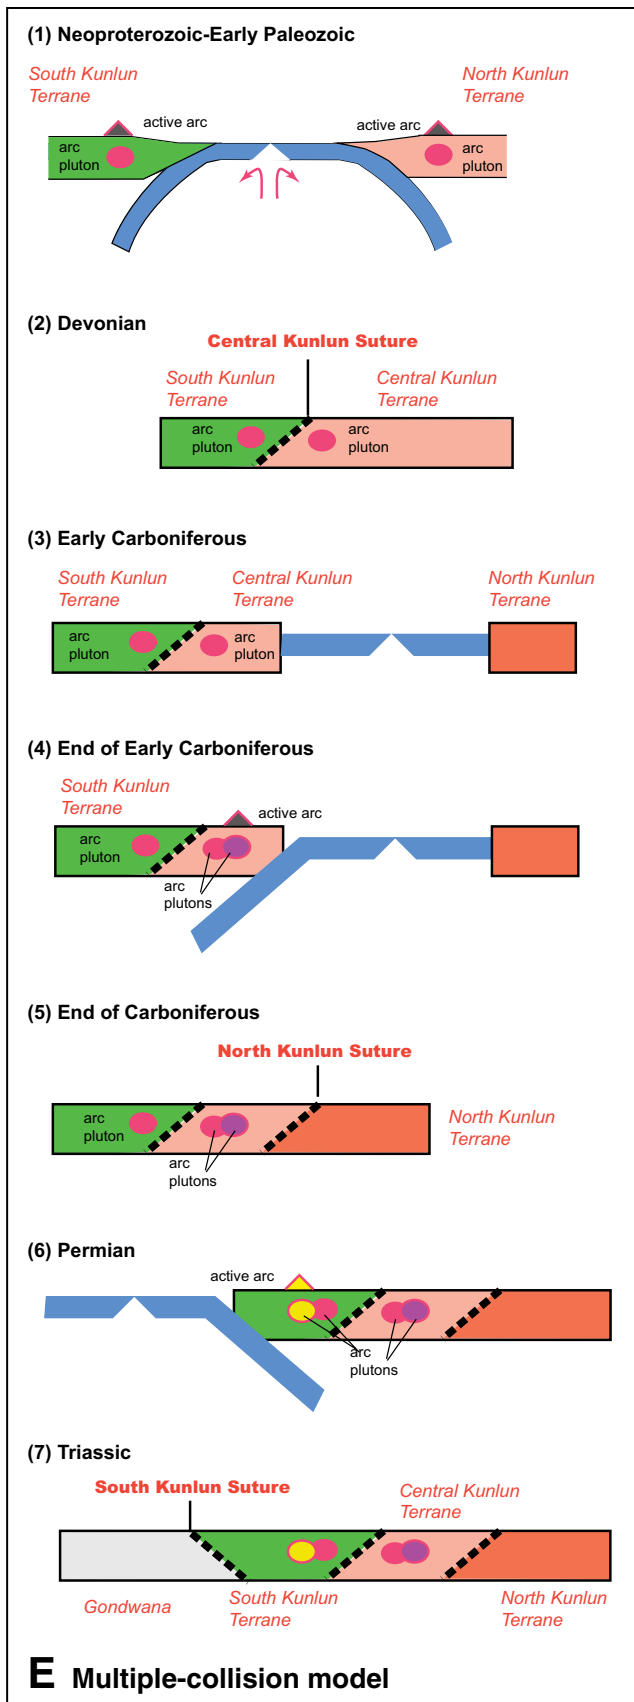 (1) Neoproterozoic-Early Paleozoic
South Kunlun
Terrane
North Kunlun
Terrane
active arc
active arc
arc
pluton
arc
pluton
(2) Devonian
Central Kunlun Suture
South Kunlun
Terrane
Central Kunlun
Terrane
arc
pluton
arc
pluton
(3) Early Carboniferous
South Kunlun
Terrane
Central Kunlun
Terrane
North Kunlun
Terrane
arc
pluton
arc
pluton
(4) End of Early Carboniferous
South Kunlun
Terrane
active arc
arc
pluton
arc
plutons
(5) End of Carboniferous
North Kunlun Suture
arc
pluton
North Kunlun
Terrane
arc
plutons
(6) Permian
active arc
arc
plutons
(7) Triassic
South Kunlun Suture
Central Kunlun
Terrane
Gondwana
South Kunlun
Terrane
North Kunlun
Terrane
E Multiple-collision model